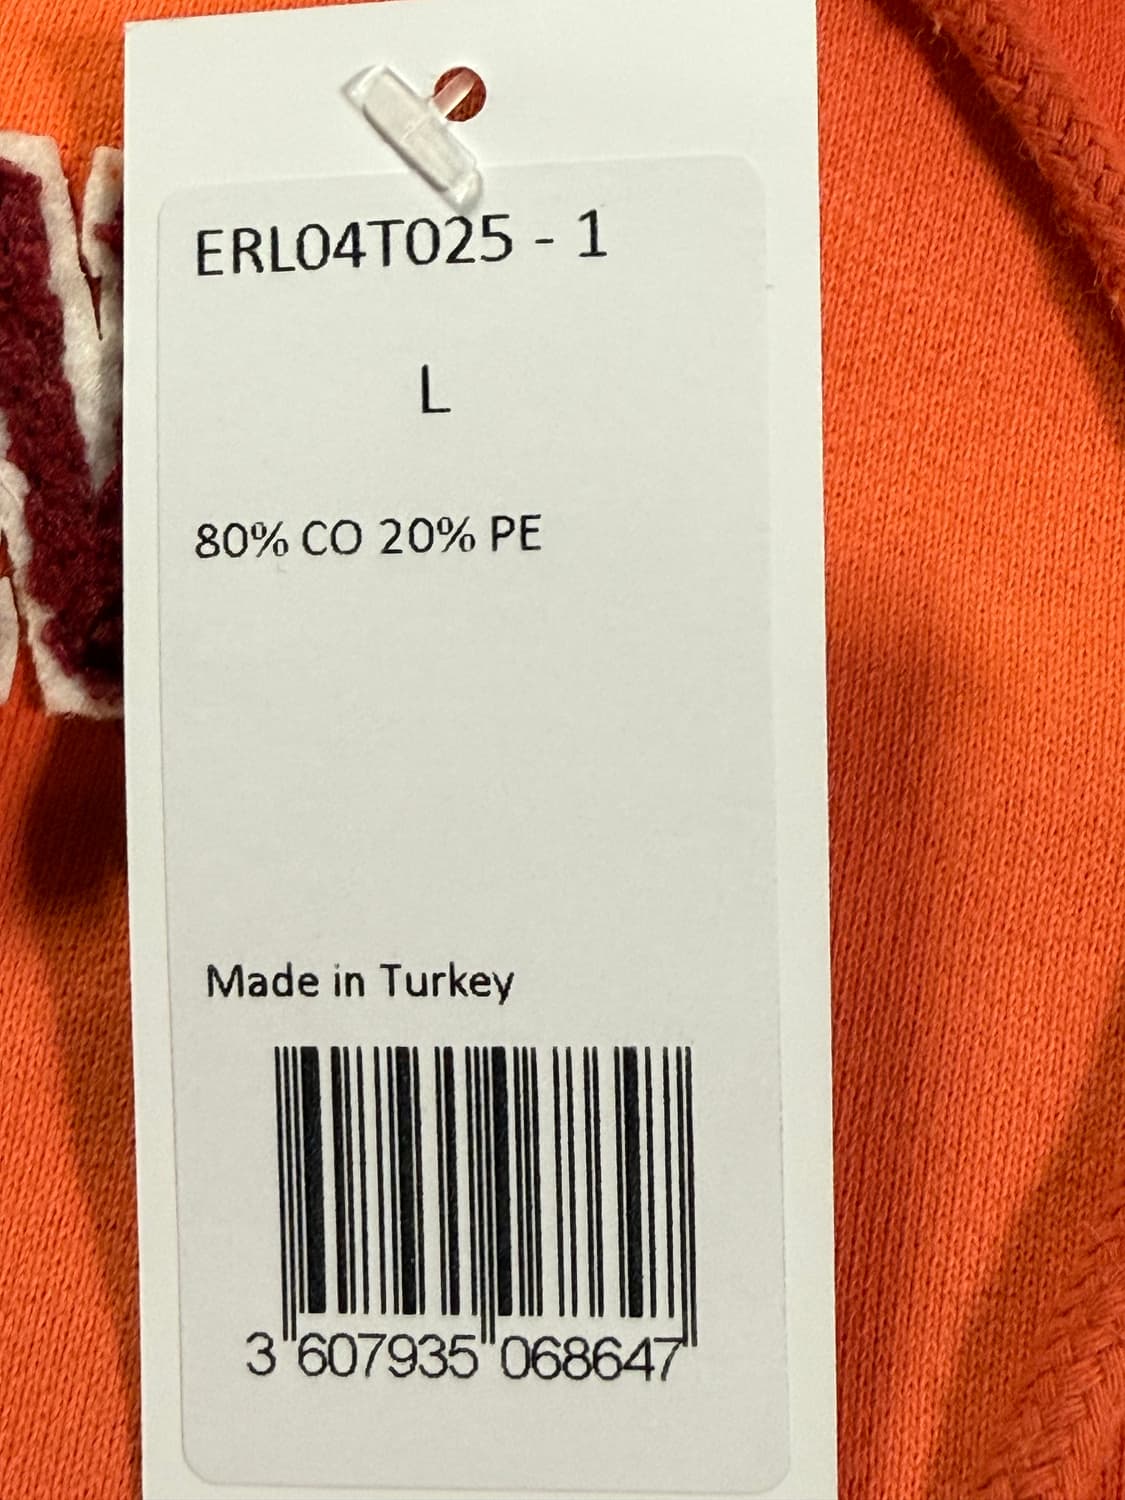 ERL04T025 - 1
L
80% CO 20% PE
Made in Turkey
3 607935 068647